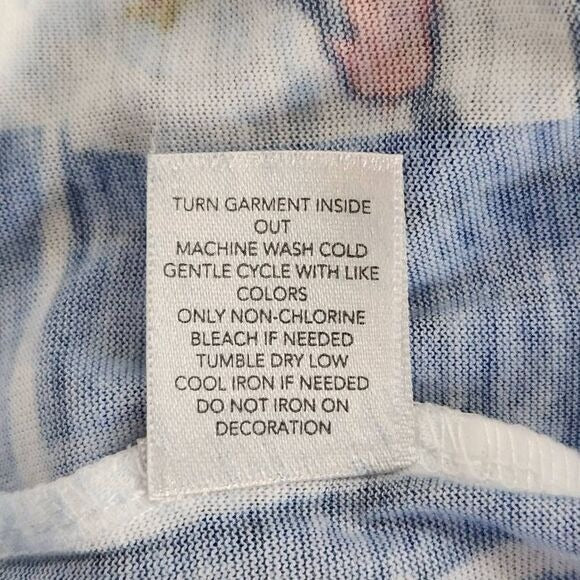 TURN GARMENT INSIDE
OUT
MACHINE WASH COLD
GENTLE CYCLE WITH LIKE
COLORS
ONLY NON-CHLORINE
BLEACH IF NEEDED
TUMBLE DRY LOW
COOL IRON IF NEEDED
DO NOT IRON ON
DECORATION